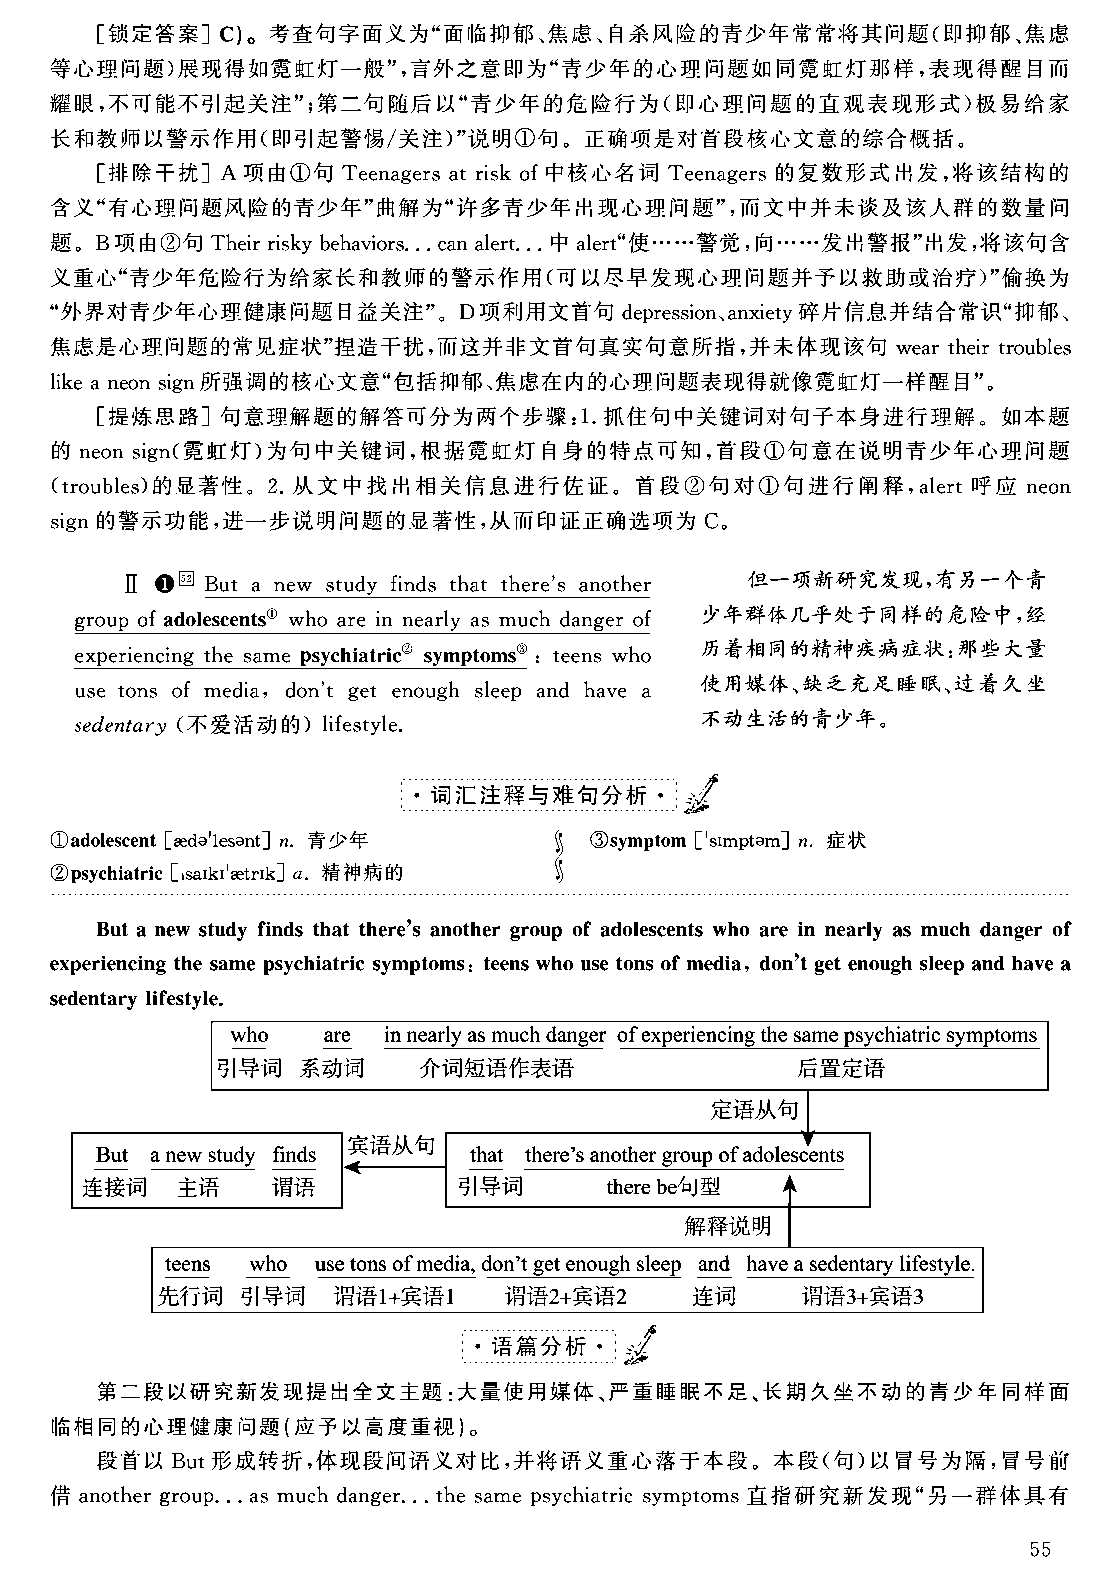 [锁定答案] C)。考查句字面义为“面临抑郁、焦虑、自杀风险的青少年常常将其问题(即抑郁、焦虑
等心理问题)展现得如霓虹灯一般”,言外之意即为“青少年的心理问题如同霓虹灯那样,表现得醒目而
耀眼,不可能不引起关注”;第二句随后以“青少年的危险行为(即心理问题的直观表现形式)极易给家
长和教师以警示作用(即引起警惕/关注)”说明①句。正确项是对首段核心文意的综合概括。
[排除干扰] A 项由①句 Teenagers at risk of 中核心名词 Teenagers 的复数形式出发,将该结构的
含义“有心理问题风险的青少年”曲解为“许多青少年出现心理问题”,而文中并未谈及该人群的数量问
题。B项由②句 Their risky behaviors... can alert... 中 alert“使……警觉,向……发出警报”出发,将该句含
义重心“青少年危险行为给家长和教师的警示作用(可以尽早发现心理问题并予以救助或治疗)”偷换为
“外界对青少年心理健康问题日益关注”。D项利用文首句 depression、anxiety 碎片信息并结合常识“抑郁、
焦虑是心理问题的常见症状”捏造干扰,而这并非文首句真实句意所指,并未体现该句 wear their troubles
like a neon sign 所强调的核心文意“包括抑郁、焦虑在内的心理问题表现得就像霓虹灯一样醒目”。
[提炼思路] 句意理解题的解答可分为两个步骤:1. 抓住句中关键词对句子本身进行理解。如本题
的 neon sign(霓虹灯)为句中关键词,根据霓虹灯自身的特点可知,首段①句意在说明青少年心理问题
(troubles)的显著性。2. 从文中找出相关信息进行佐证。首段②句对①句进行阐释,alert 呼应 neon
sign 的警示功能,进一步说明问题的显著性,从而印证正确选项为 C。
Ⅱ ❶52 But a new study finds that there's another
group of adolescents① who are in nearly as much danger of
experiencing the same psychiatric② symptoms③: teens who
use tons of media, don't get enough sleep and have a
sedentary (不爱活动的) lifestyle.
但一项新研究发现,有另一个青
少年群体几乎处于同样的危险中,经
历着相同的精神疾病症状:那些大量
使用媒体、缺乏充足睡眠、过着久坐
不动生活的青少年。
·词汇注释与难句分析·
①adolescent [ædə'lesənt] n. 青少年
②psychiatric [ˌsaɪkɪ'ætrɪk] a. 精神病的
③symptom ['sɪmptəm] n. 症状
But a new study finds that there's another group of adolescents who are in nearly as much danger of
experiencing the same psychiatric symptoms: teens who use tons of media, don't get enough sleep and have a
sedentary lifestyle.
who are in nearly as much danger of experiencing the same psychiatric symptoms
引导词 系动词 介词短语作表语 后置定语
定语从句
But a new study finds 宾语从句 that there's another group of adolescents
连接词 主语 谓语 引导词 there be句型
解释说明
teens who use tons of media, don't get enough sleep and have a sedentary lifestyle.
先行词 引导词 谓语1+宾语1 谓语2+宾语2 连词 谓语3+宾语3
·语篇分析·
第二段以研究新发现提出全文主题:大量使用媒体、严重睡眠不足、长期久坐不动的青少年同样面
临相同的心理健康问题(应予以高度重视)。
段首以 But 形成转折,体现段间语义对比,并将语义重心落于本段。本段(句)以冒号为隔,冒号前
借 another group... as much danger... the same psychiatric symptoms 直指研究新发现“另一群体具有
55